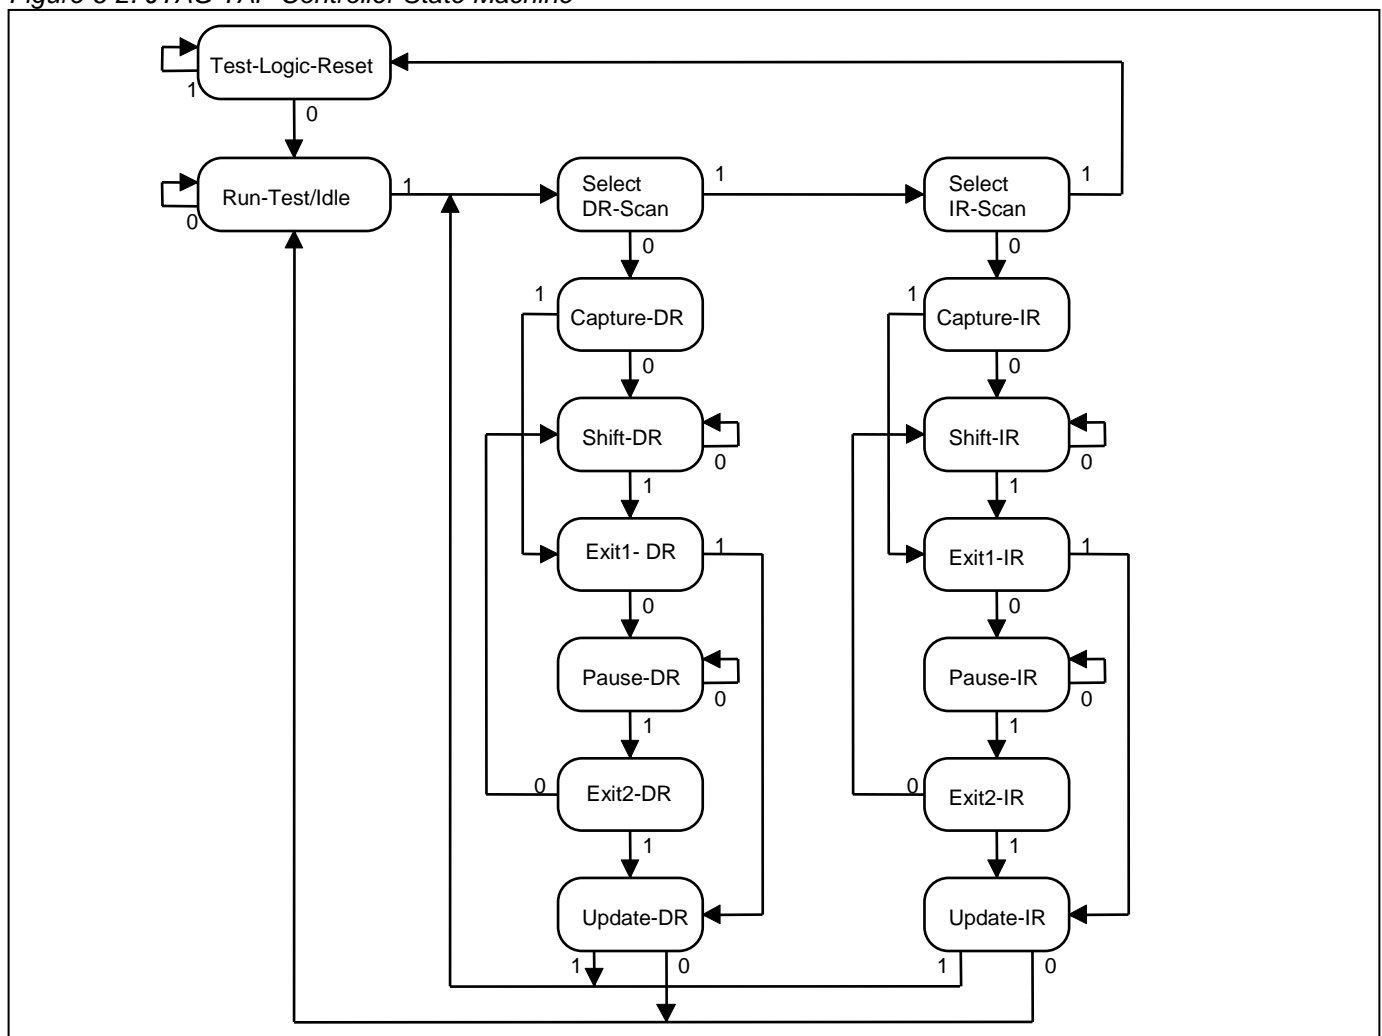 Figure 8-2. JTAG TAP Controller State Machine
Test-Logic-Reset
1
0
Run-Test/Idle
1
0
Select
DR-Scan
1
Select
IR-Scan
1
0
0
1
Capture-DR
1
Capture-IR
0
0
Shift-DR
0
Shift-IR
0
1
1
Exit1- DR
1
Exit1-IR
1
0
0
Pause-DR
0
Pause-IR
0
1
1
0
Exit2-DR
0
Exit2-IR
1
1
Update-DR
Update-IR
1
0
1
0